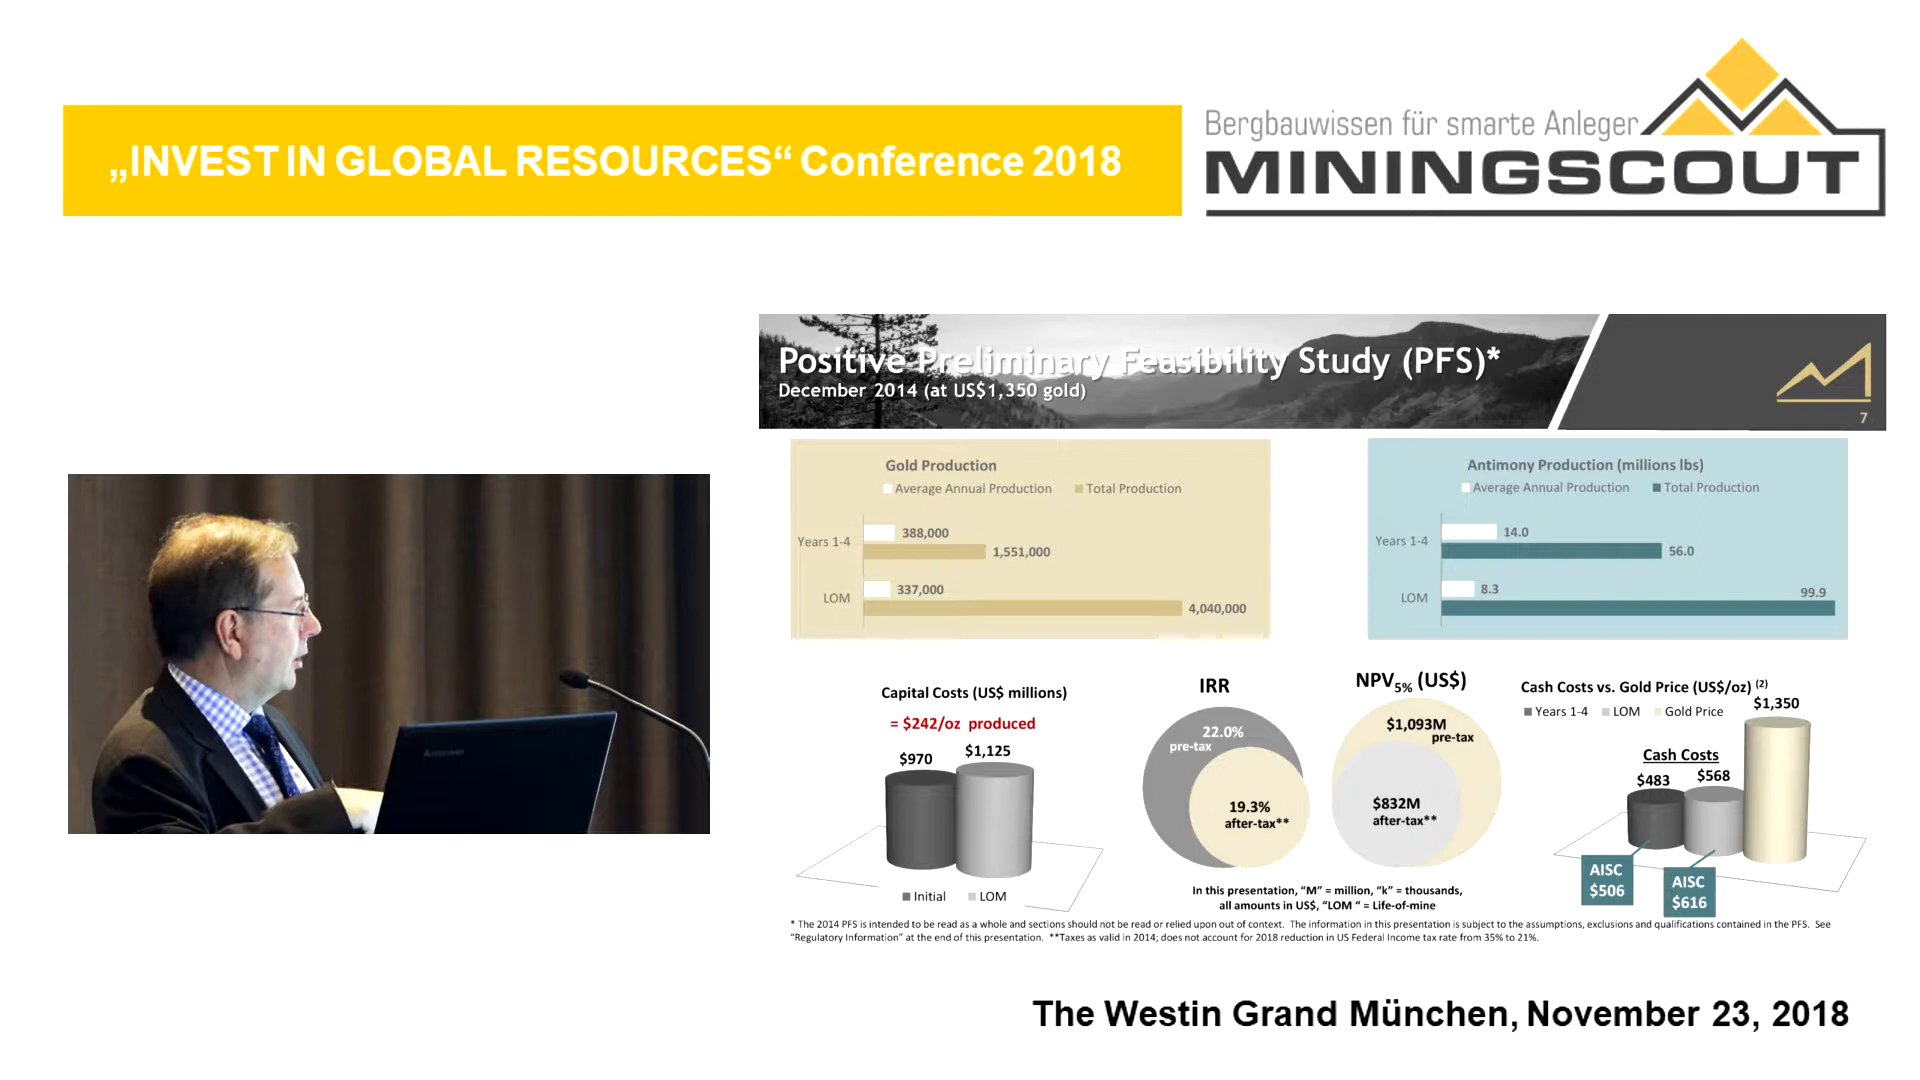 „INVEST IN GLOBAL RESOURCES“ Conference 2018
Bergbauwissen für smarte Anleger
MININGSCOUT
Positive Preliminary Feasibility Study (PFS)*
December 2014 (at US$1,350 gold)
7
Gold Production
Average Annual Production Total Production
Years 1-4
388,000
1,551,000
LOM
337,000
4,040,000
Antimony Production (millions lbs)
Average Annual Production Total Production
Years 1-4
14.0
56.0
LOM
8.3
99.9
Capital Costs (US$ millions)
= $242/oz produced
$970
$1,125
Initial LOM
IRR
22.0%
pre-tax
19.3%
after-tax**
NPV5% (US$)
$1,093M
pre-tax
$832M
after-tax**
In this presentation, “M” = million, “k” = thousands,
all amounts in US$, “LOM “ = Life-of-mine
Cash Costs vs. Gold Price (US$/oz) (2)
Years 1-4 LOM Gold Price
$1,350
Cash Costs
$483
$568
AISC
$506
AISC
$616
* The 2014 PFS is intended to be read as a whole and sections should not be read or relied upon out of context. The information in this presentation is subject to the assumptions, exclusions and qualifications contained in the PFS. See
“Regulatory Information” at the end of this presentation. **Taxes as valid in 2014; does not account for 2018 reduction in US Federal Income tax rate from 35% to 21%.
lenovo
The Westin Grand München, November 23, 2018